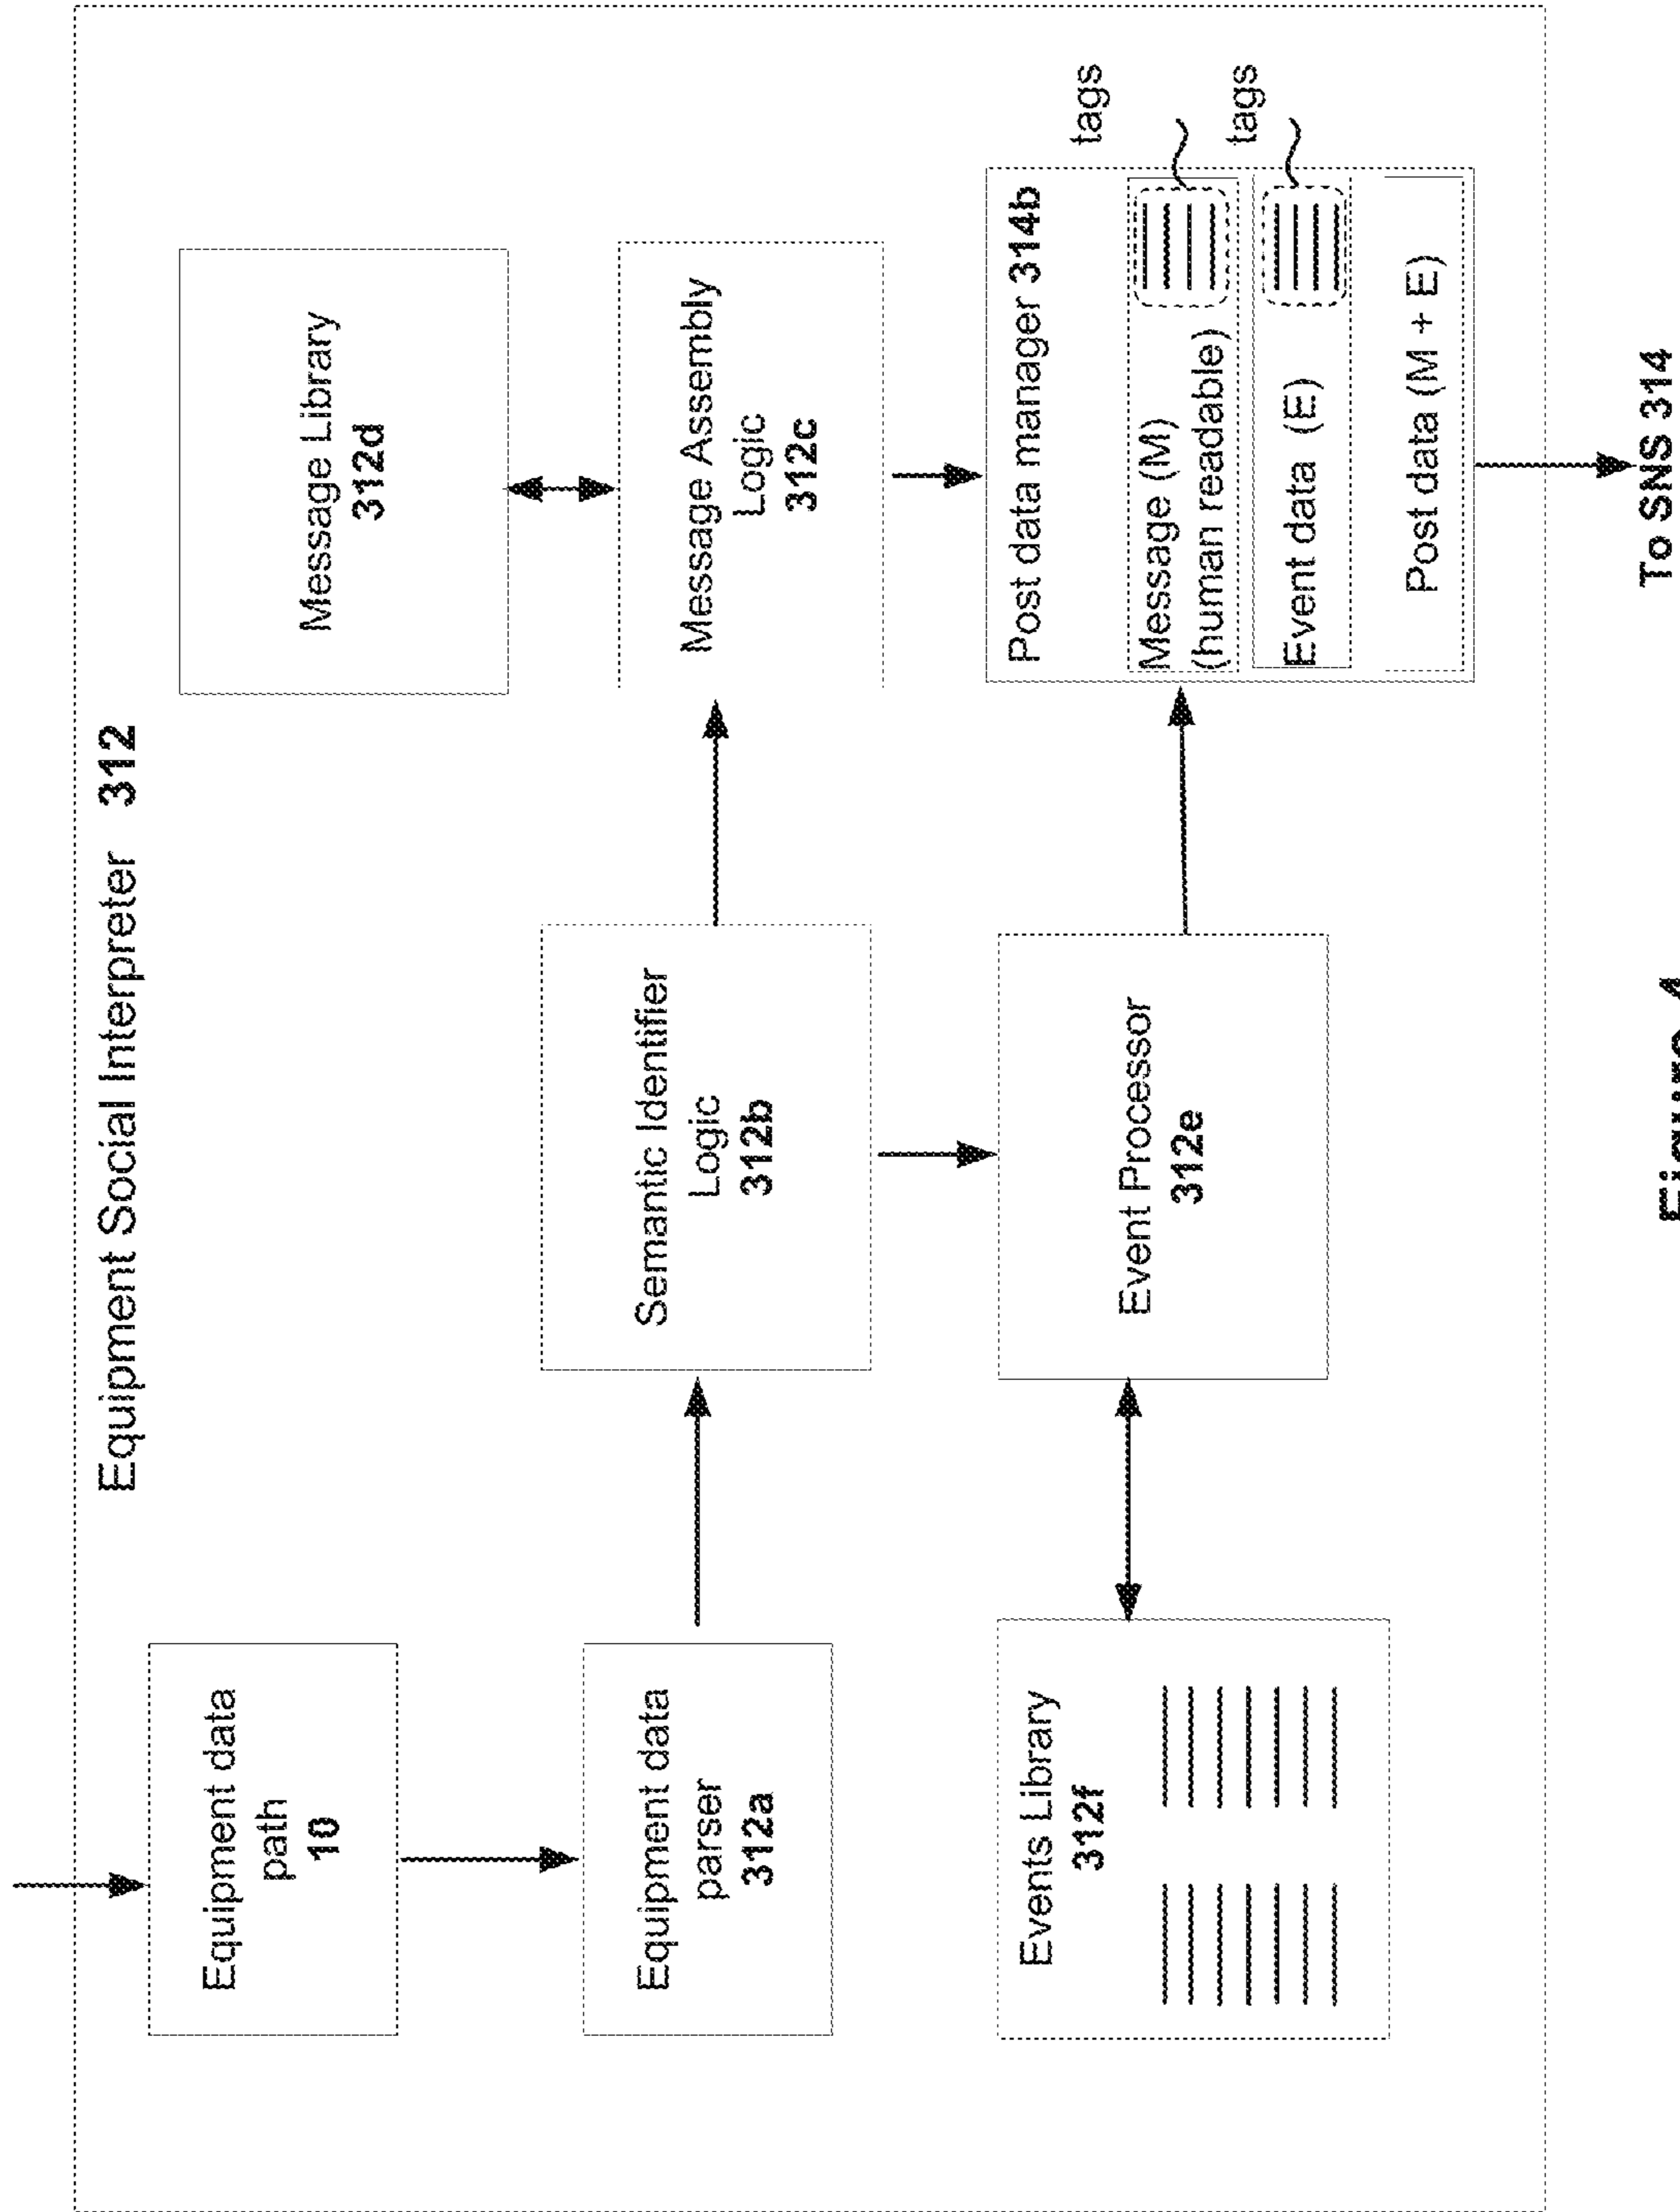 Equipment Social Interpreter 312
Equipment data
path
10
Equipment data
parser
312a
Semantic Identifier
Logic
312b
Message Library
312d
Message Assembly
Logic
312c
Events Library
312f
Event Processor
312e
Post data manager 314b
Message (M)
(human readable)
tags
Event data (E)
tags
Post data (M + E)
To SNS 314
Figure 4